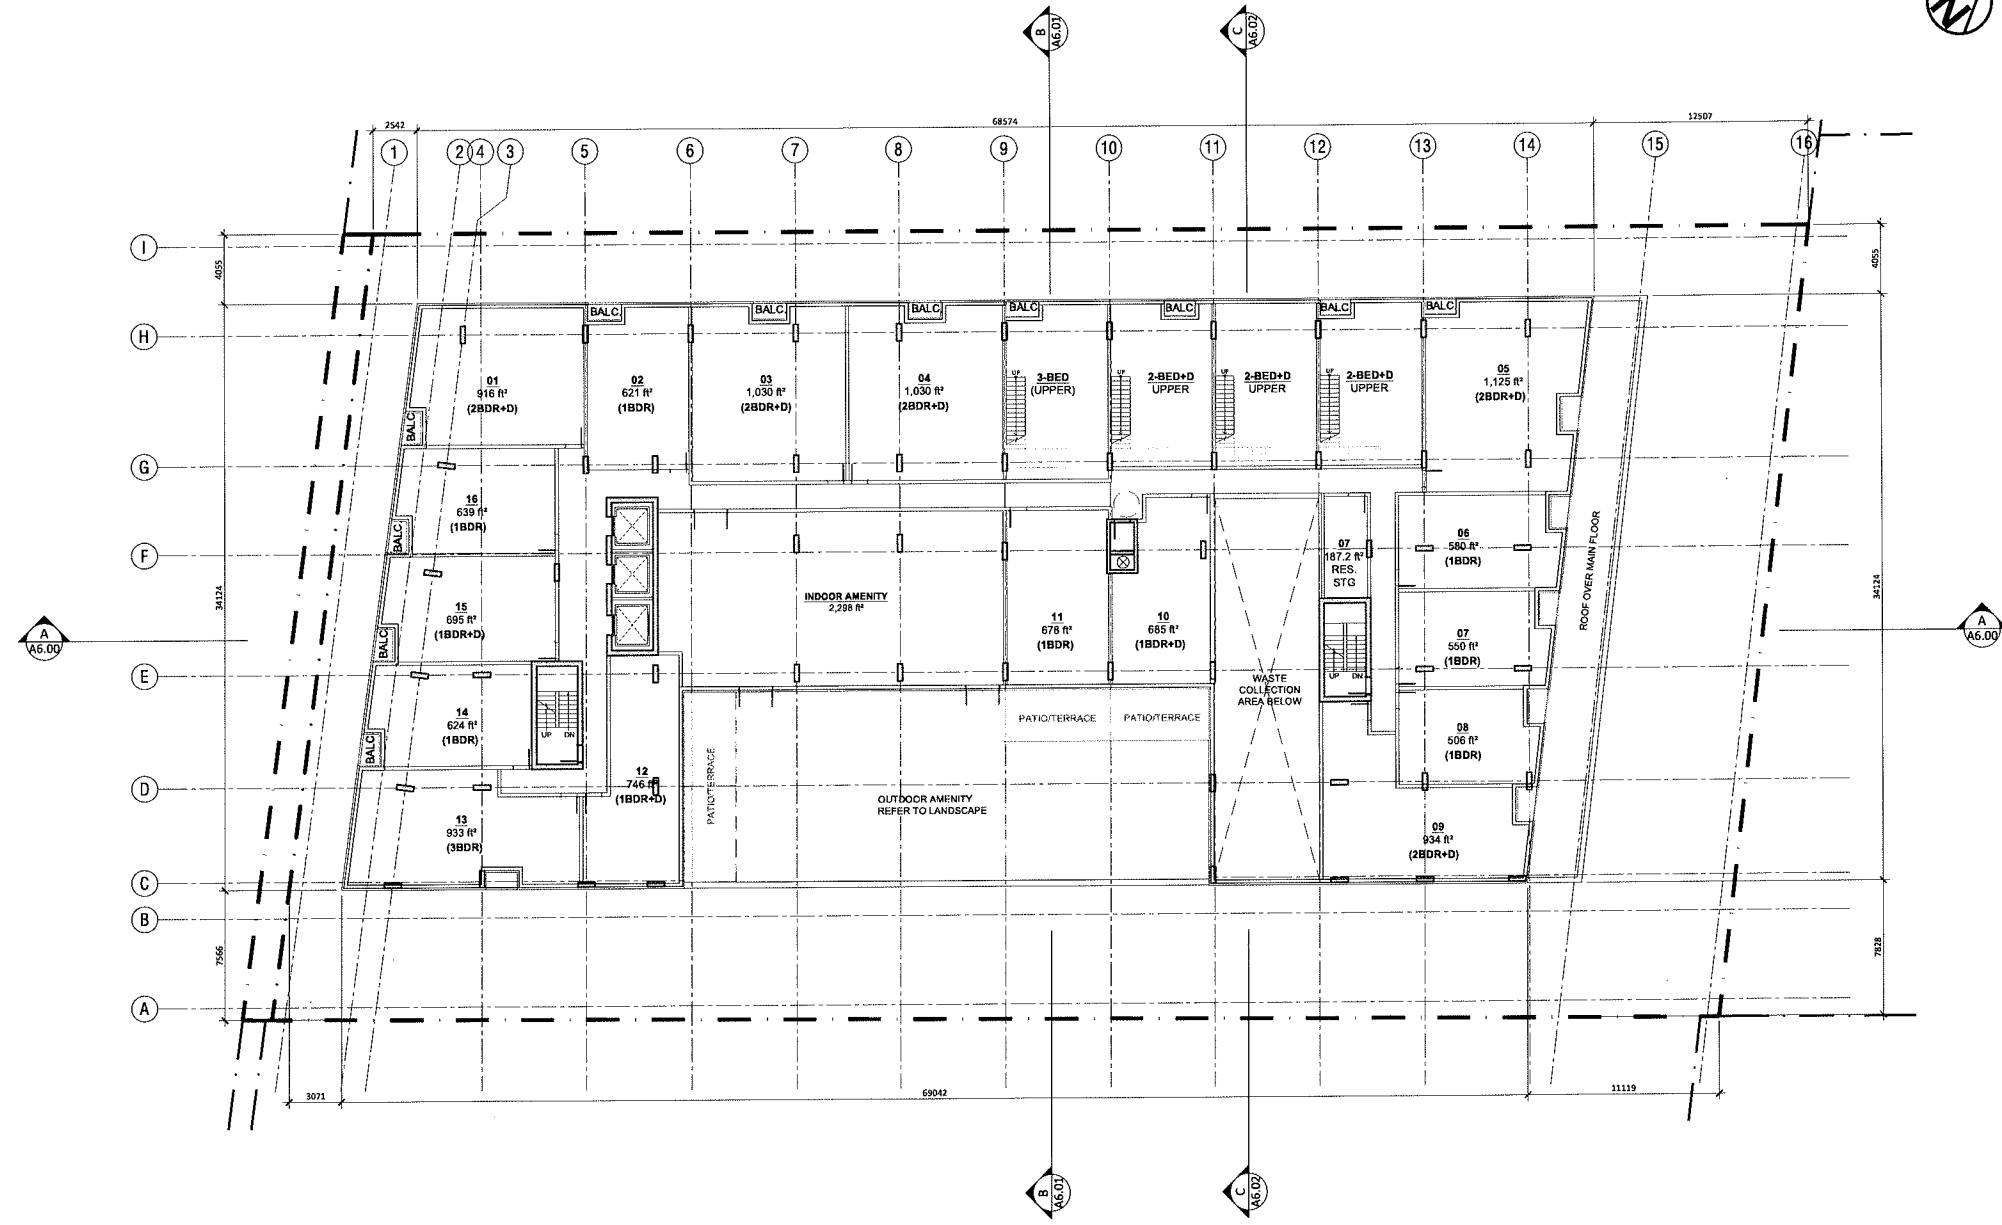 B
A6.01
C
A6.02
N
2542
68574
12507
1
2
4
3
5
6
7
8
9
10
11
12
13
14
15
16
I
4055
4055
H
BALC.
BALC.
BALC.
BALC.
BALC.
BALC.
BALC.
01
916 ft²
(2BDR+D)
02
621 ft²
(1BDR)
03
1,030 ft²
(2BDR+D)
04
1,030 ft²
(2BDR+D)
UP
3-BED
(UPPER)
UP
2-BED+D
UPPER
UP
2-BED+D
UPPER
UP
2-BED+D
UPPER
05
1,125 ft²
(2BDR+D)
BALC.
G
16
639 ft²
(1BDR)
BALC.
F
06
580 ft²
(1BDR)
07
187.2 ft²
RES.
STG
ROOF OVER MAIN FLOOR
34124
34124
INDOOR AMENITY
2,298 ft²
15
695 ft²
(1BDR+D)
BALC.
11
678 ft²
(1BDR)
10
685 ft²
(1BDR+D)
07
550 ft²
(1BDR)
A
A6.00
A
A6.00
E
UP
DN
WASTE
COLLECTION
AREA BELOW
14
624 ft²
(1BDR)
BALC.
UP
DN
PATIO/TERRACE
PATIO/TERRACE
08
506 ft²
(1BDR)
D
12
746 ft²
(1BDR+D)
PATIO/TERRACE
OUTDOOR AMENITY
REFER TO LANDSCAPE
13
933 ft²
(3BDR)
09
934 ft²
(2BDR+D)
C
B
7566
7828
A
3071
69042
11119
B
A6.01
C
A6.02